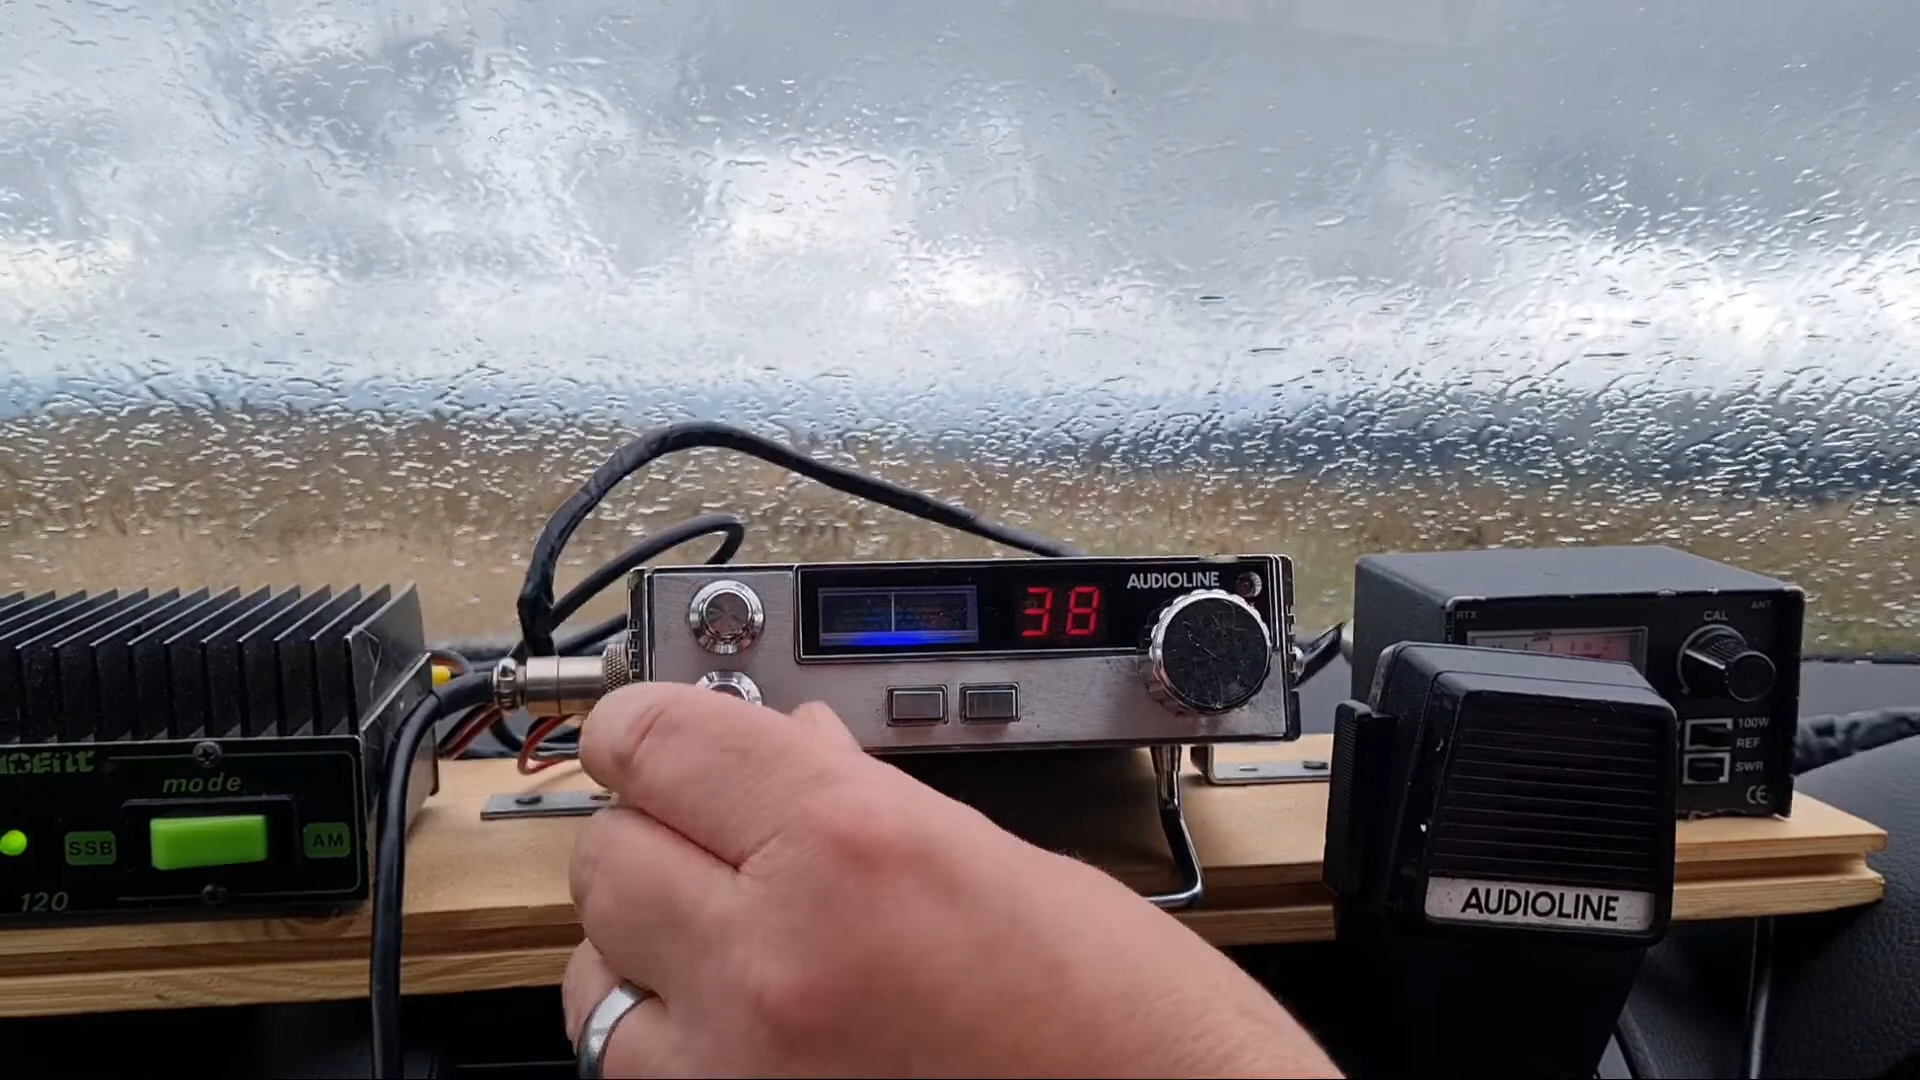 AUDIOLINE
38
RTX
ANT
CAL
100W
REF
SWR
CE
mode
SSB
AM
120
AUDIOLINE